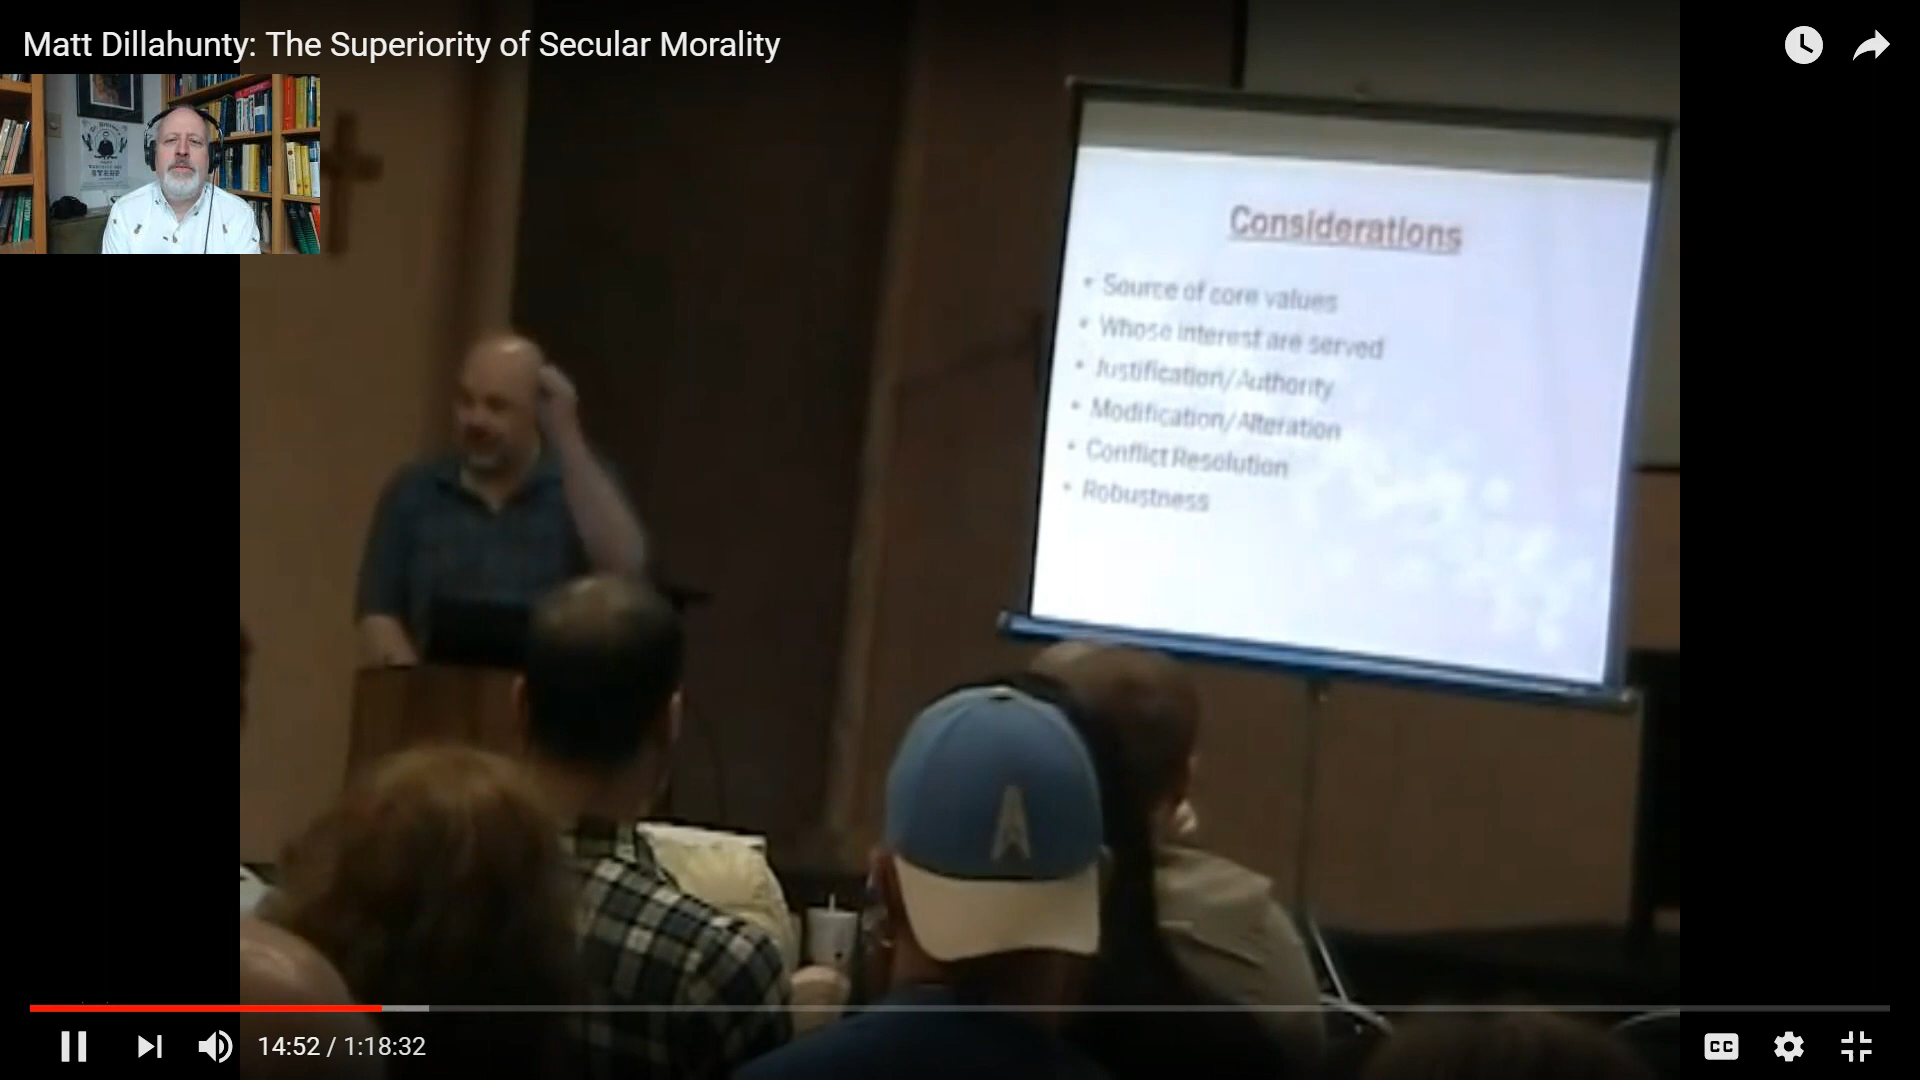 Matt Dillahunty: The Superiority of Secular Morality
Considerations
• Source of core values
• Whose interest are served
• Justification/Authority
• Modification/Alteration
• Conflict Resolution
• Robustness
A
14:52 / 1:18:32
CC